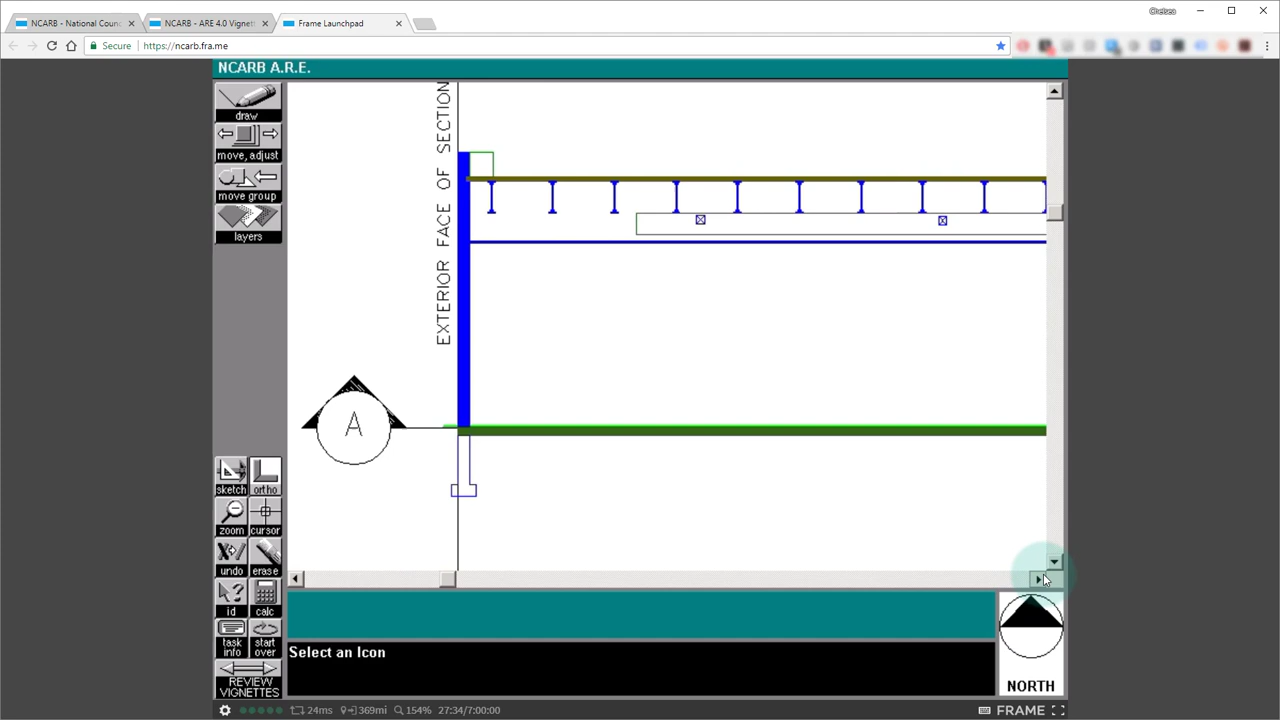 Chelsea
NCARB - National Counc
NCARB - ARE 4.0 Vignett
Frame Launchpad
Secure
https://ncarb.fra.me
NCARB A.R.E.
draw
move, adjust
move group
layers
EXTERIOR FACE OF SECTION
A
sketch
ortho
zoom
cursor
undo
erase
id
calc
task info
start over
REVIEW
VIGNETTES
Select an Icon
NORTH
24ms
369mi
154%
27:34/7:00:00
FRAME